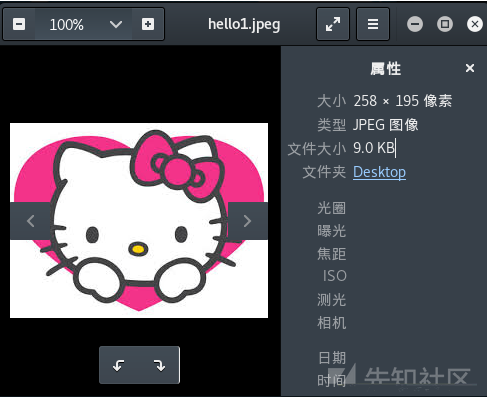 100%
hello1.jpeg
属性
大小 258 × 195 像素
类型 JPEG 图像
文件大小 9.0 KB
文件夹 Desktop
光圈
曝光
焦距
ISO
测光
相机
日期
时间
先知社区